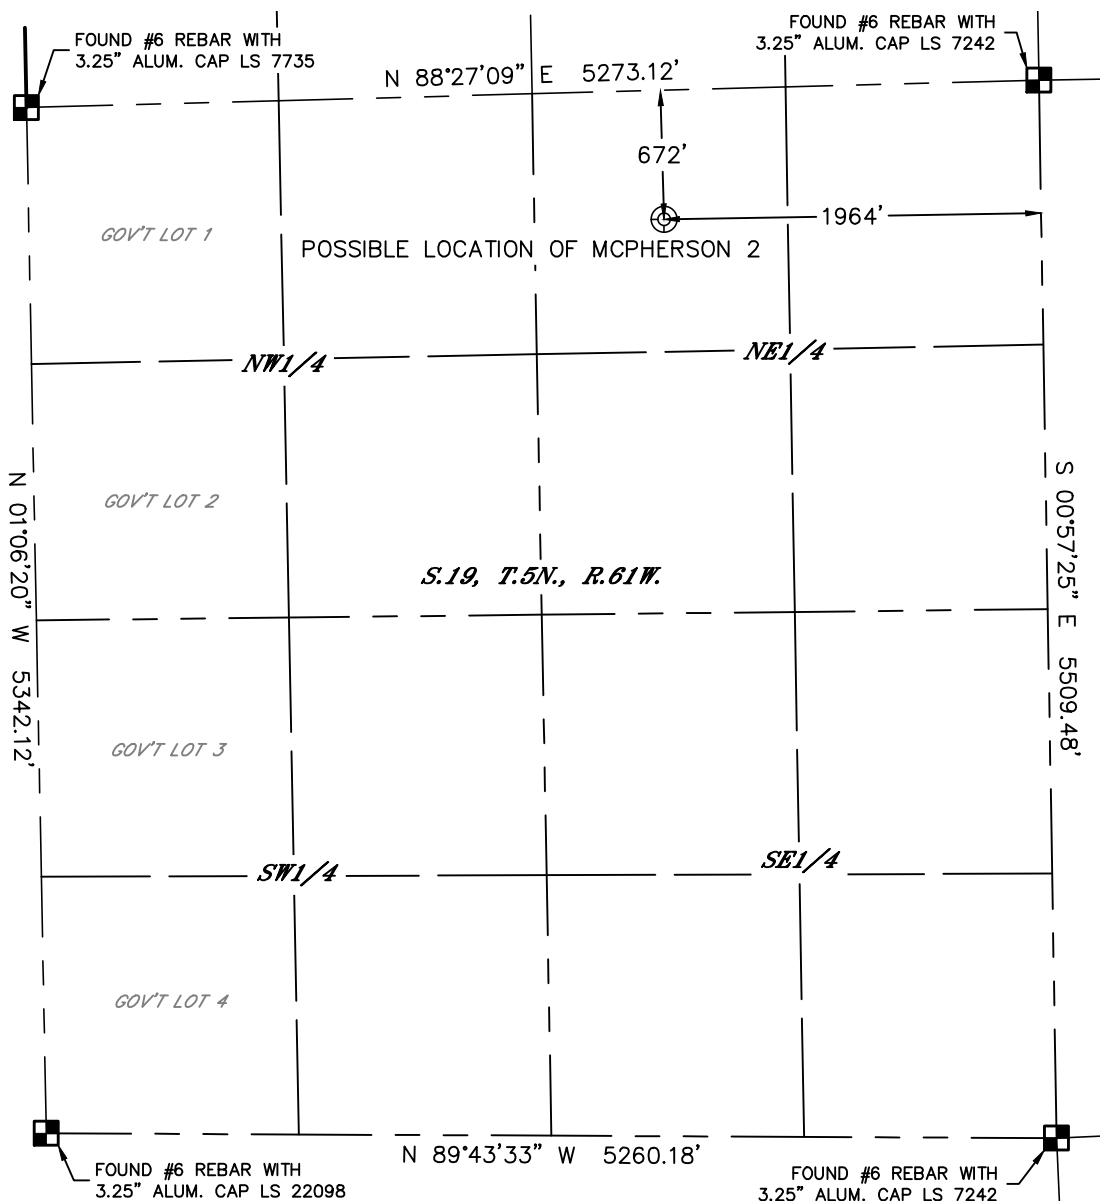 FOUND #6 REBAR WITH
3.25" ALUM. CAP LS 7735
FOUND #6 REBAR WITH
3.25" ALUM. CAP LS 7242
N 88°27'09" E 5273.12'
672'
1964'
GOV'T LOT 1
POSSIBLE LOCATION OF MCPHERSON 2
NW1/4
NE1/4
N 01°06'20" W 5342.12'
S 00°57'25" E 5509.48'
GOV'T LOT 2
S.19, T.5N., R.61W.
GOV'T LOT 3
SW1/4
SE1/4
GOV'T LOT 4
N 89°43'33" W 5260.18'
FOUND #6 REBAR WITH
3.25" ALUM. CAP LS 22098
FOUND #6 REBAR WITH
3.25" ALUM. CAP LS 7242